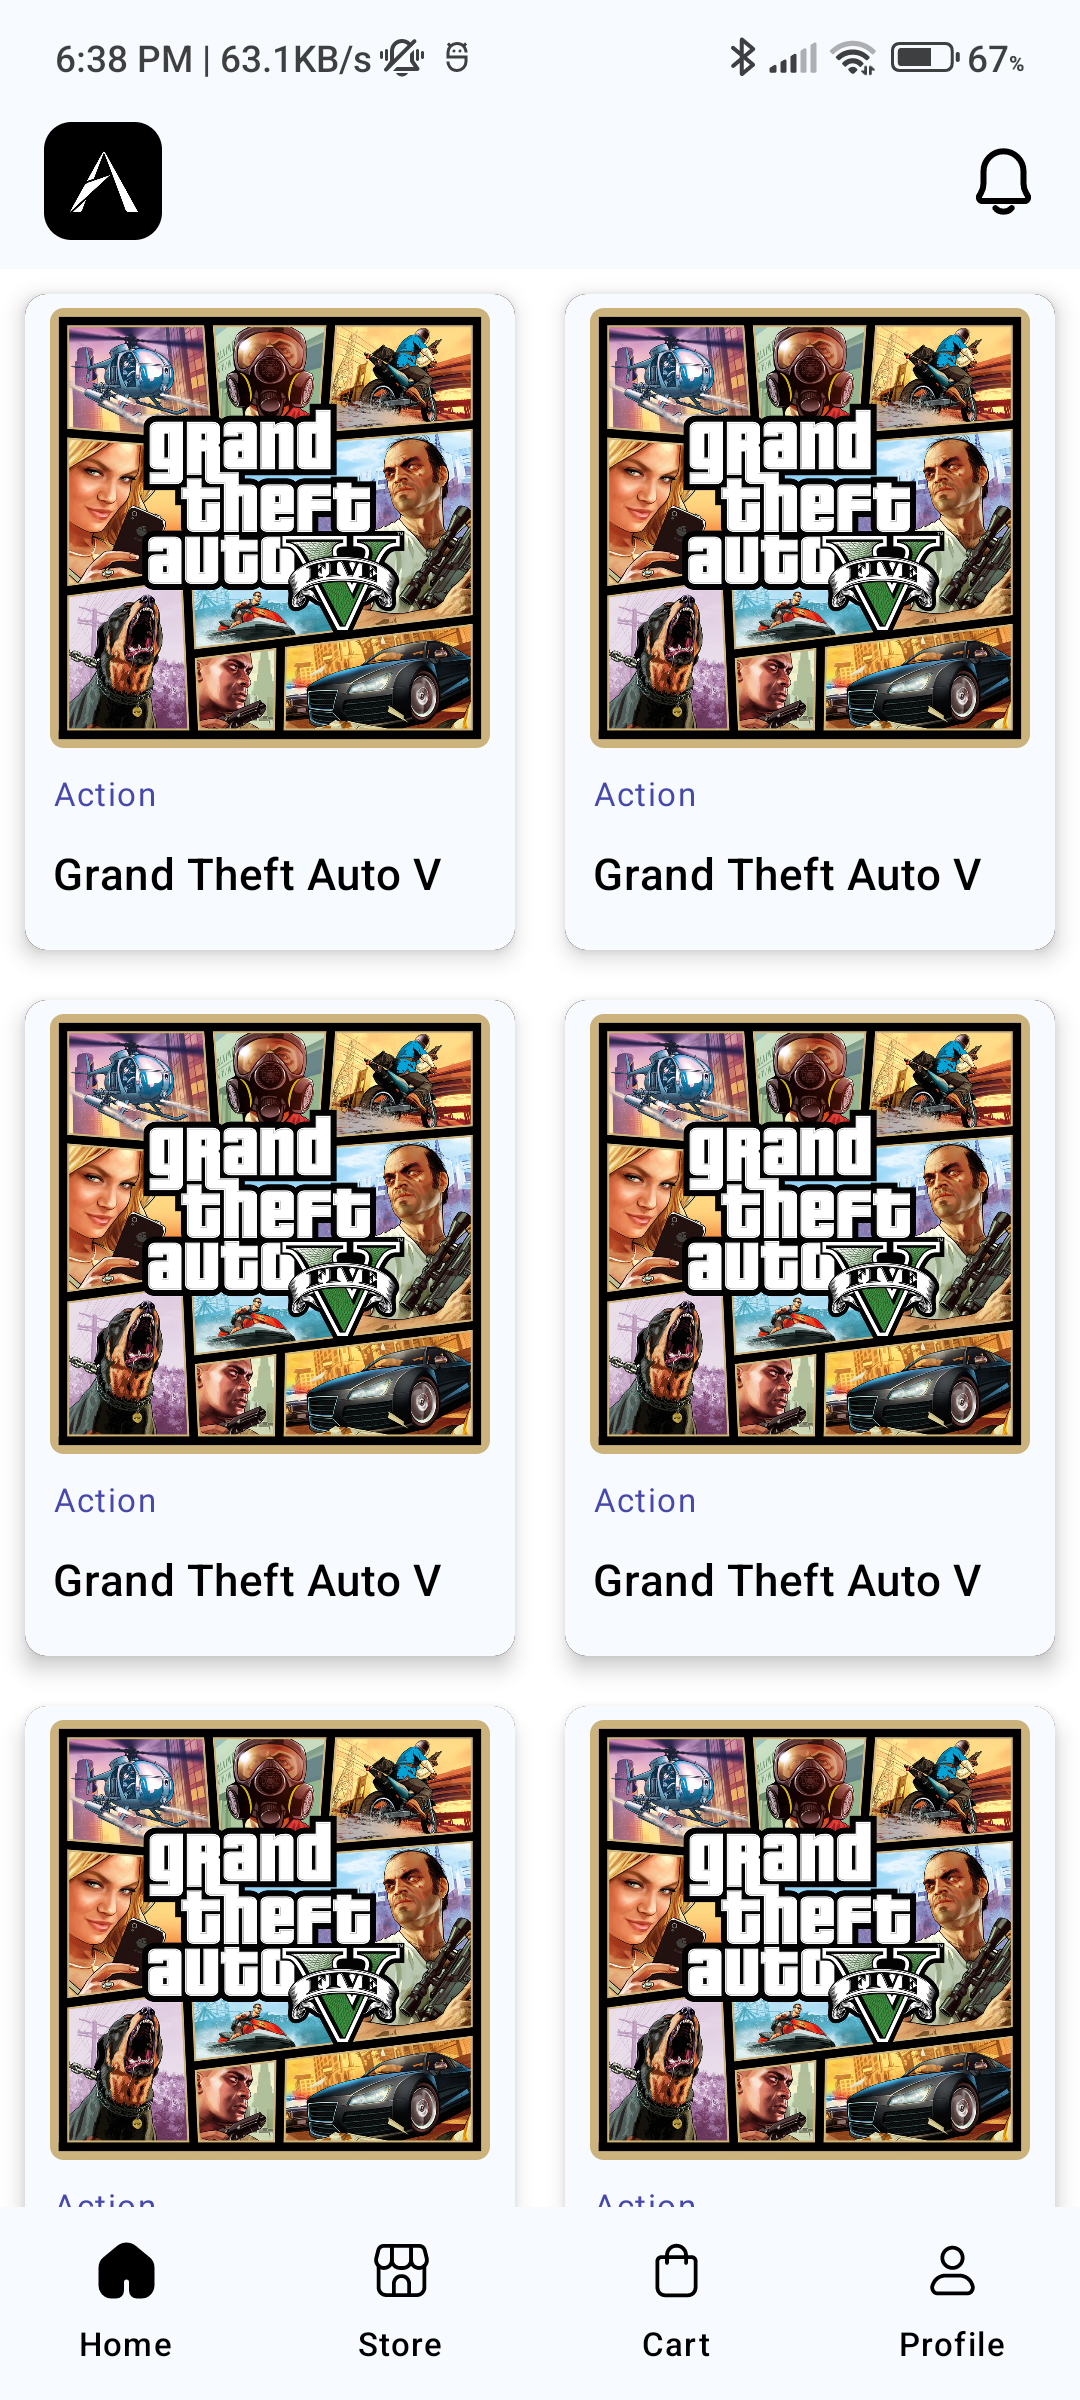 6:38 PM | 63.1KB/s 67%
grand
theft
auto V
FIVE
grand
theft
auto V
FIVE
Action
Action
Grand Theft Auto V
Grand Theft Auto V
grand
theft
auto V
FIVE
grand
theft
auto V
FIVE
Action
Action
Grand Theft Auto V
Grand Theft Auto V
grand
theft
auto V
FIVE
grand
theft
auto V
FIVE
Action
Action
Home
Store
Cart
Profile